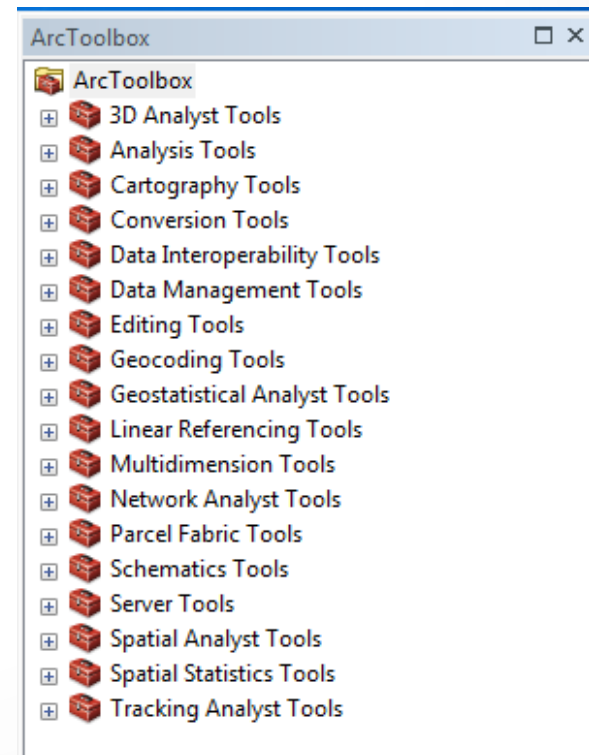 ArcToolbox
ArcToolbox
3D Analyst Tools
Analysis Tools
Cartography Tools
Conversion Tools
Data Interoperability Tools
Data Management Tools
Editing Tools
Geocoding Tools
Geostatistical Analyst Tools
Linear Referencing Tools
Multidimension Tools
Network Analyst Tools
Parcel Fabric Tools
Schematics Tools
Server Tools
Spatial Analyst Tools
Spatial Statistics Tools
Tracking Analyst Tools